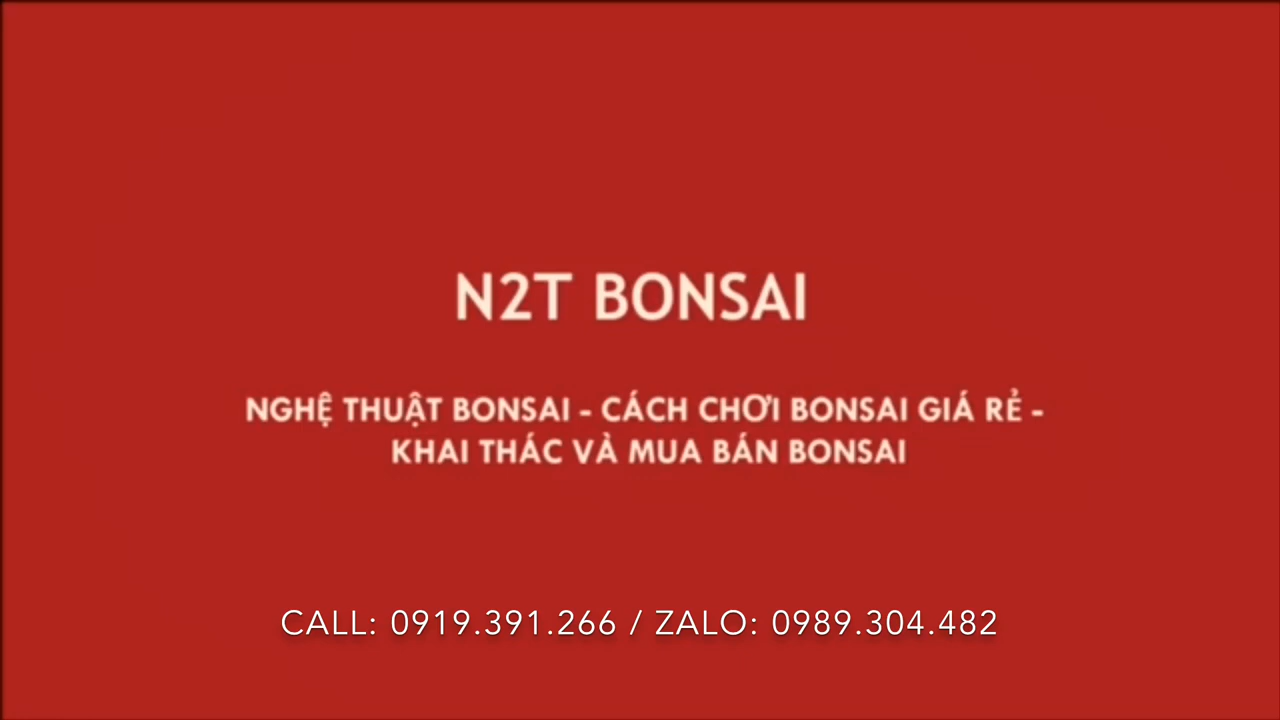 N2T BONSAI
NGHỆ THUẬT BONSAI - CÁCH CHƠI BONSAI GIÁ RẺ -
KHAI THÁC VÀ MUA BÁN BONSAI
CALL: 0919.391.266 / ZALO: 0989.304.482